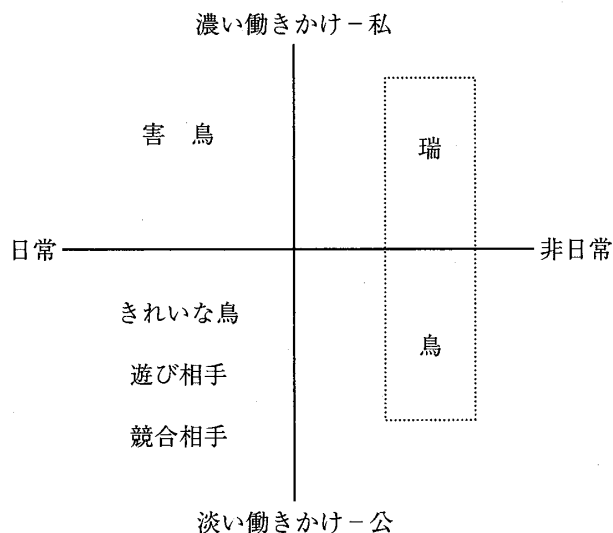 濃い働きかけ－私
害　鳥
瑞
日常
非日常
きれいな鳥
鳥
遊び相手
競合相手
淡い働きかけ－公